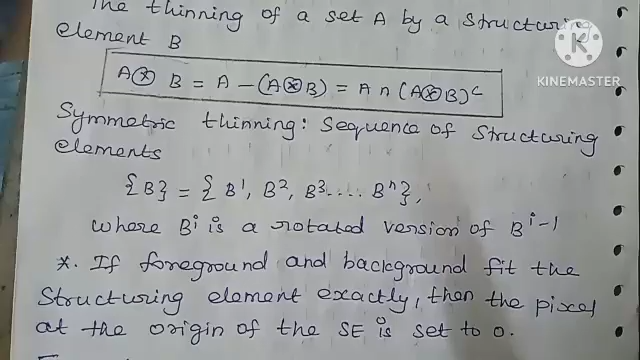 The thinning of a set A by a structuring
element B
A ⊛ B = A - (A ⊛ B) = A ∩ (A ⊛ B)ᶜ
Symmetric thinning: Sequence of structuring
elements
{B} = { B¹, B², B³.... Bⁿ},
where Bⁱ is a rotated version of Bⁱ⁻¹
*. If foreground and background fit the
structuring element exactly, then the pixel
at the origin of the SE is set to 0.
K
KINEMASTER